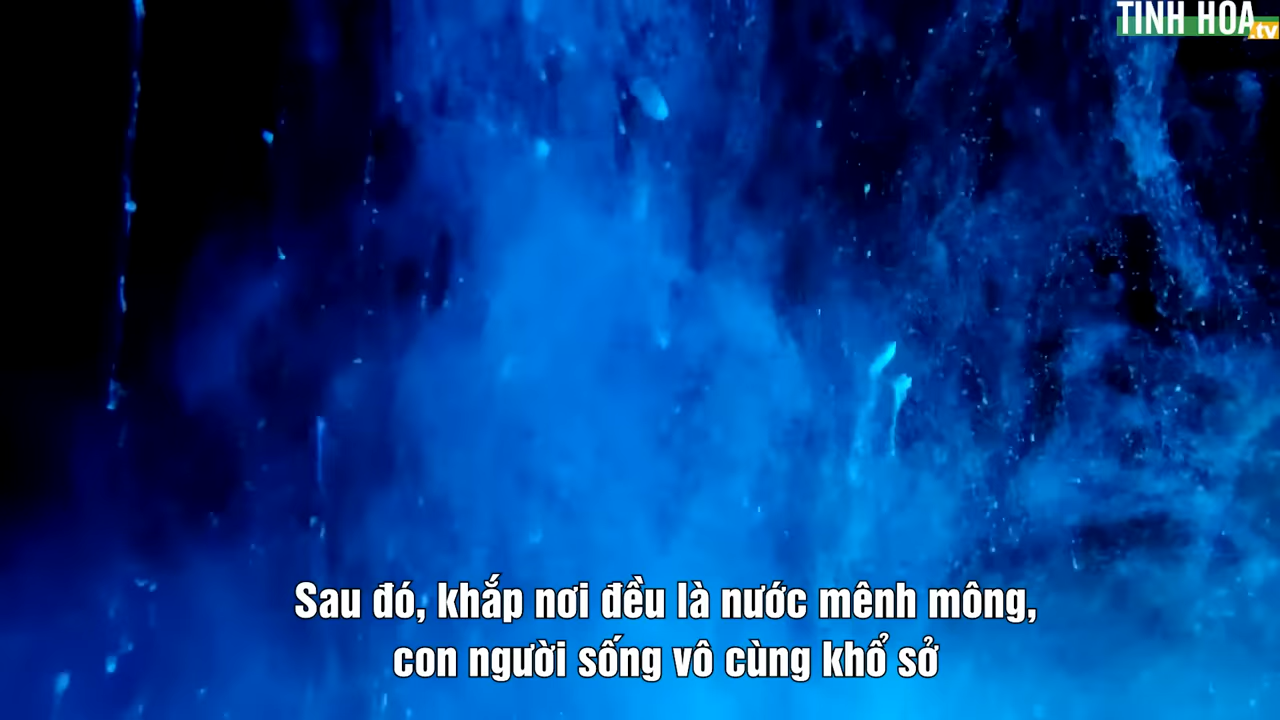 TINH HOA
.tv
Sau đó, khắp nơi đều là nước mênh mông,
con người sống vô cùng khổ sở